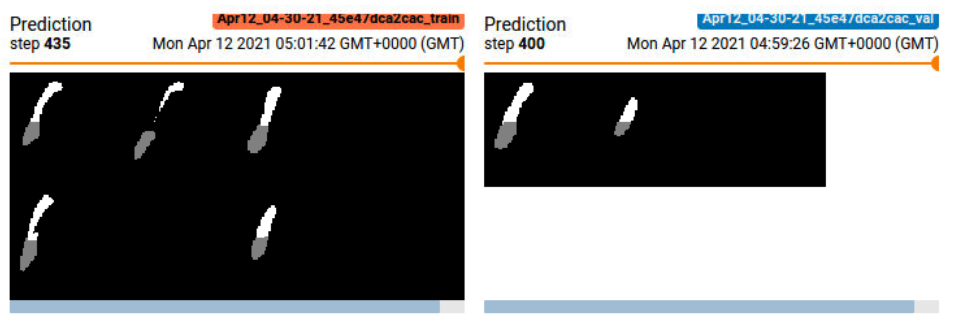 Prediction
Apr12_04-30-21_45e47dca2cac_train
step 435
Mon Apr 12 2021 05:01:42 GMT+0000 (GMT)
Prediction
Apr12_04-30-21_45e47dca2cac_val
step 400
Mon Apr 12 2021 04:59:26 GMT+0000 (GMT)